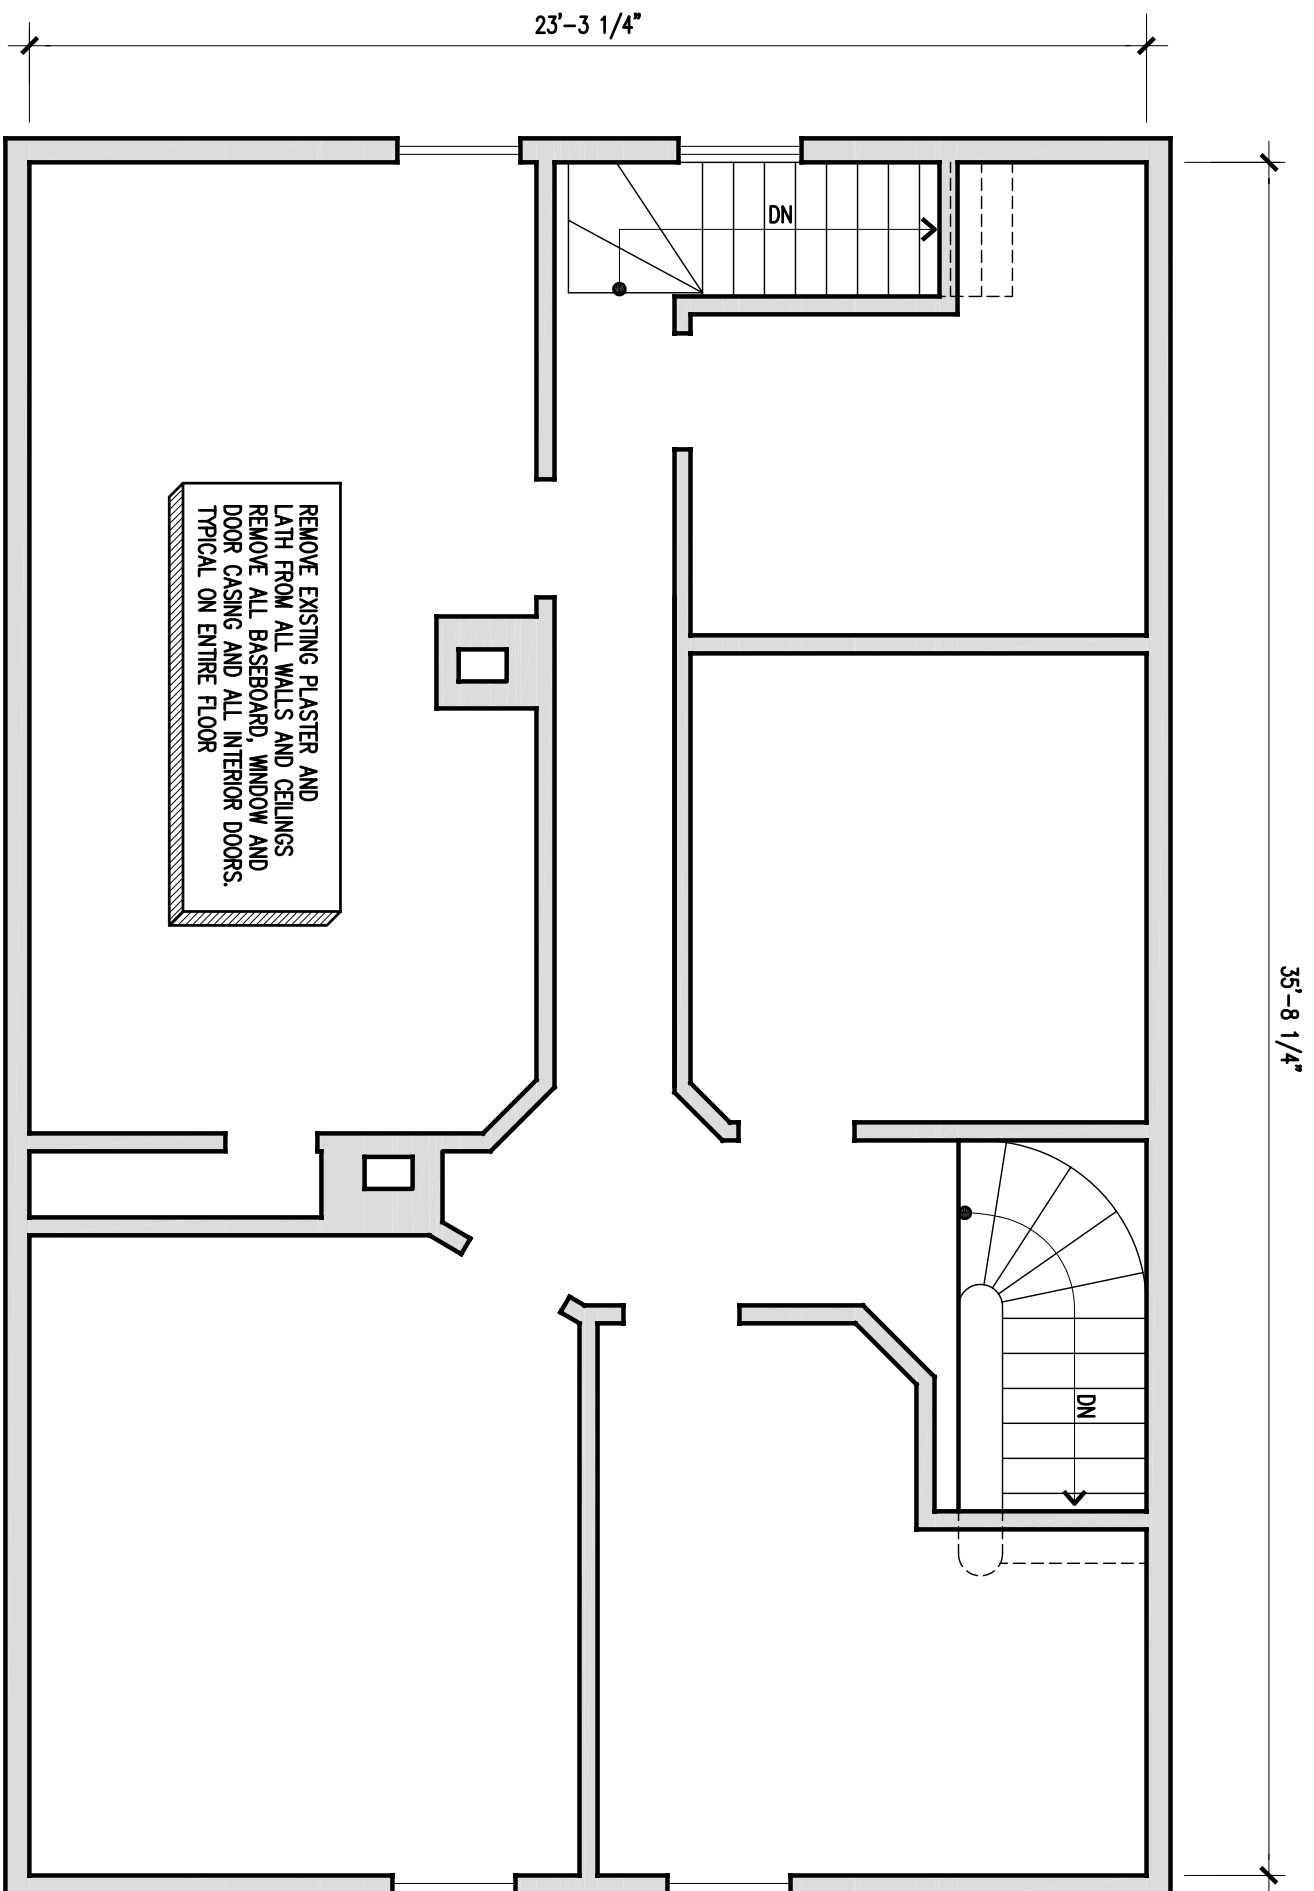 23'-3 1/4"
DN
REMOVE EXISTING PLASTER AND
LATH FROM ALL WALLS AND CEILINGS
REMOVE ALL BASEBOARD, WINDOW AND
DOOR CASING AND ALL INTERIOR DOORS.
TYPICAL ON ENTIRE FLOOR
35'-8 1/4"
DN